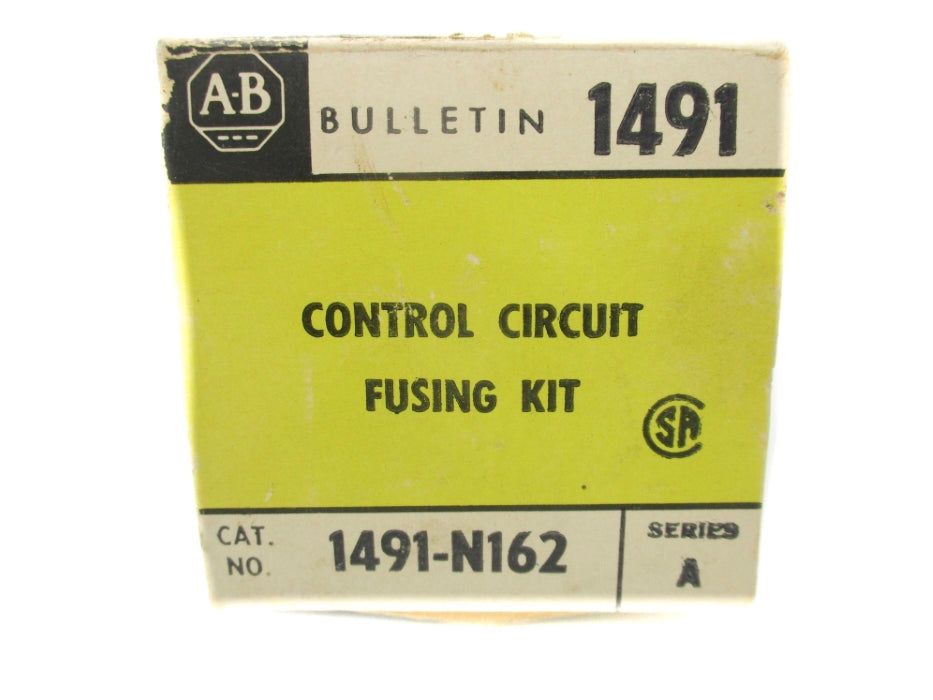 A-B
BULLETIN 1491
CONTROL CIRCUIT
FUSING KIT
SA
CAT. NO. 1491-N162
SERIES A